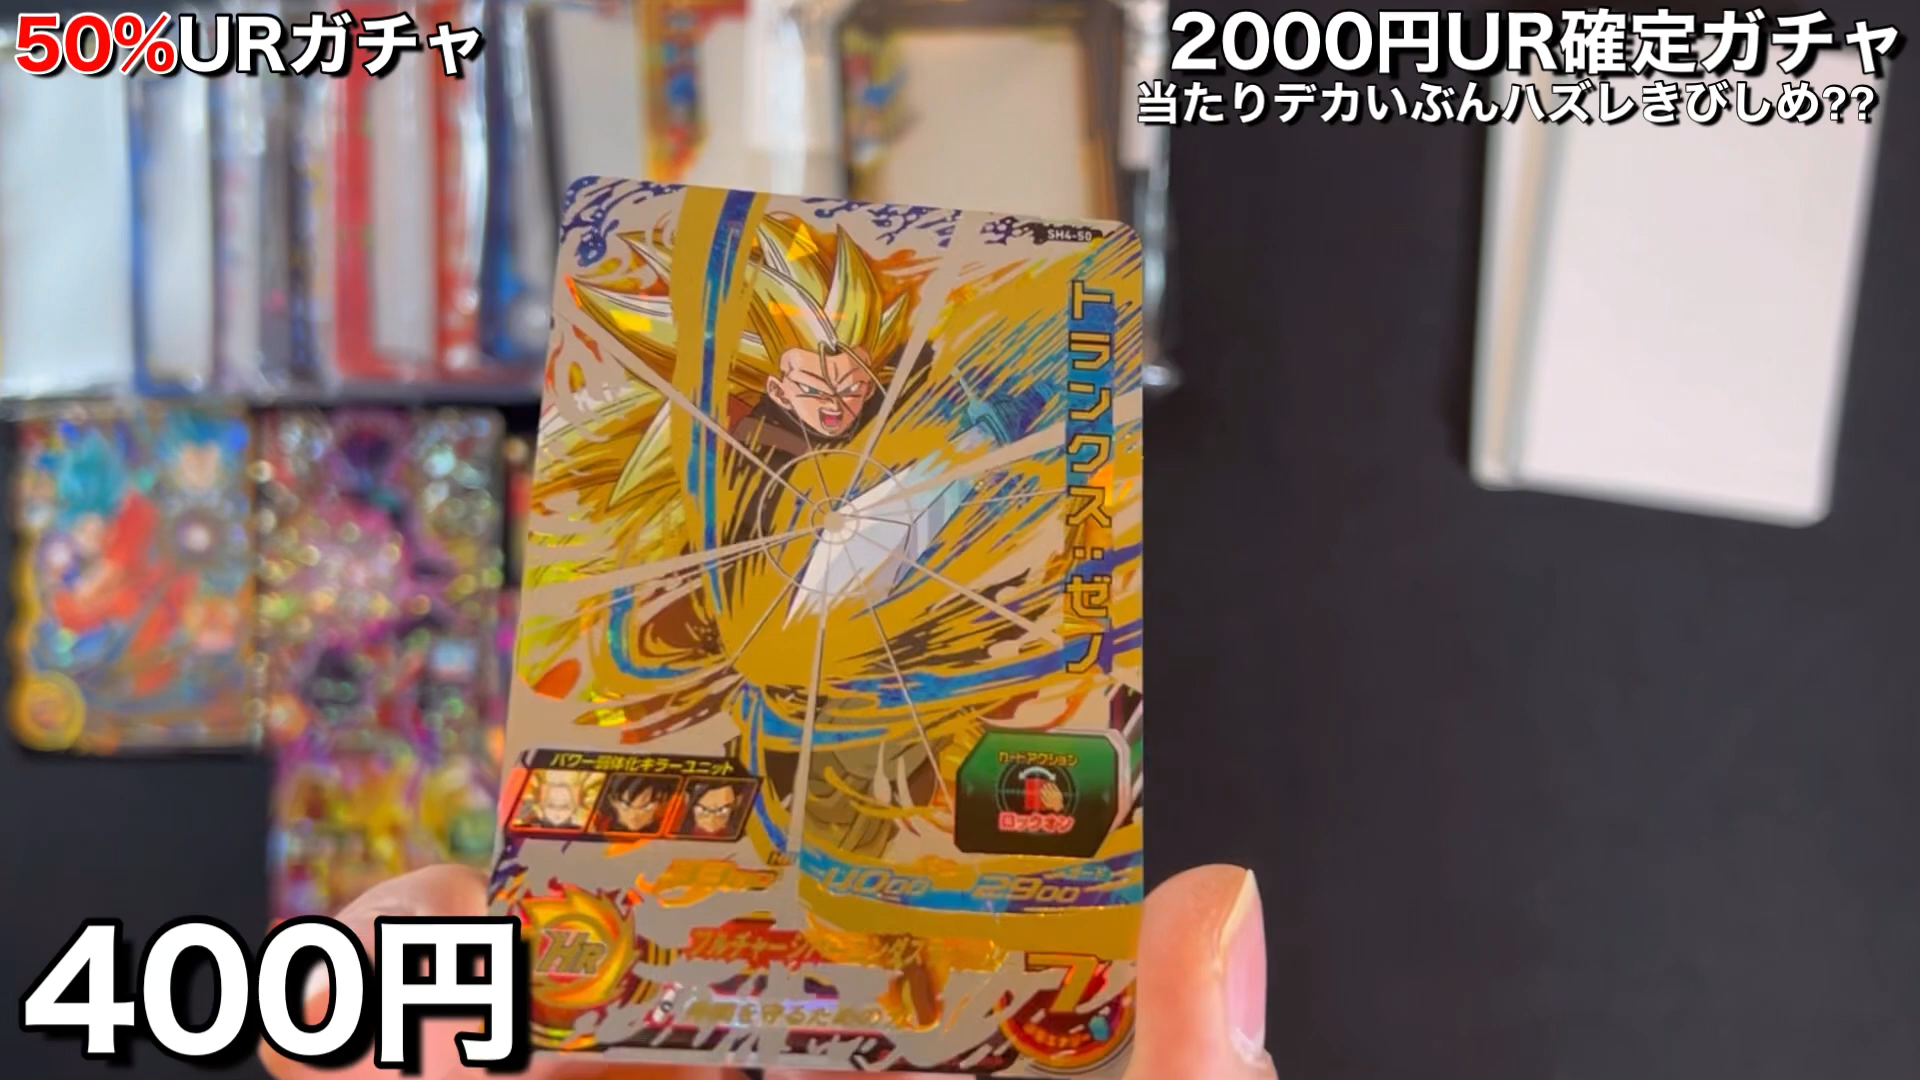 50%URガチャ
2000円UR確定ガチャ
当たりデカいぶんハズレきびしめ??
SH4-50
トランクス:ゼノ
パワー弱体化キラーユニット
カードアクション
ロックオン
4000
2900
HR
7
400円